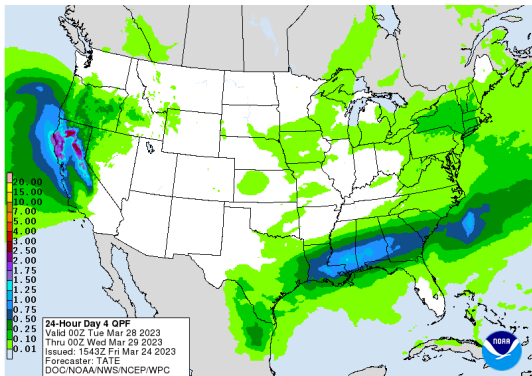 20.00
15.00
10.00
7.00
5.00
4.00
3.00
2.50
2.00
1.75
1.50
1.25
1.00
0.75
0.50
0.25
0.10
0.01
24-Hour Day 4 QPF
Valid 00Z Tue Mar 28 2023
Thru 00Z Wed Mar 29 2023
Issued: 1543Z Fri Mar 24 2023
Forecaster: TATE
DOC/NOAA/NWS/NCEP/WPC
NOAA